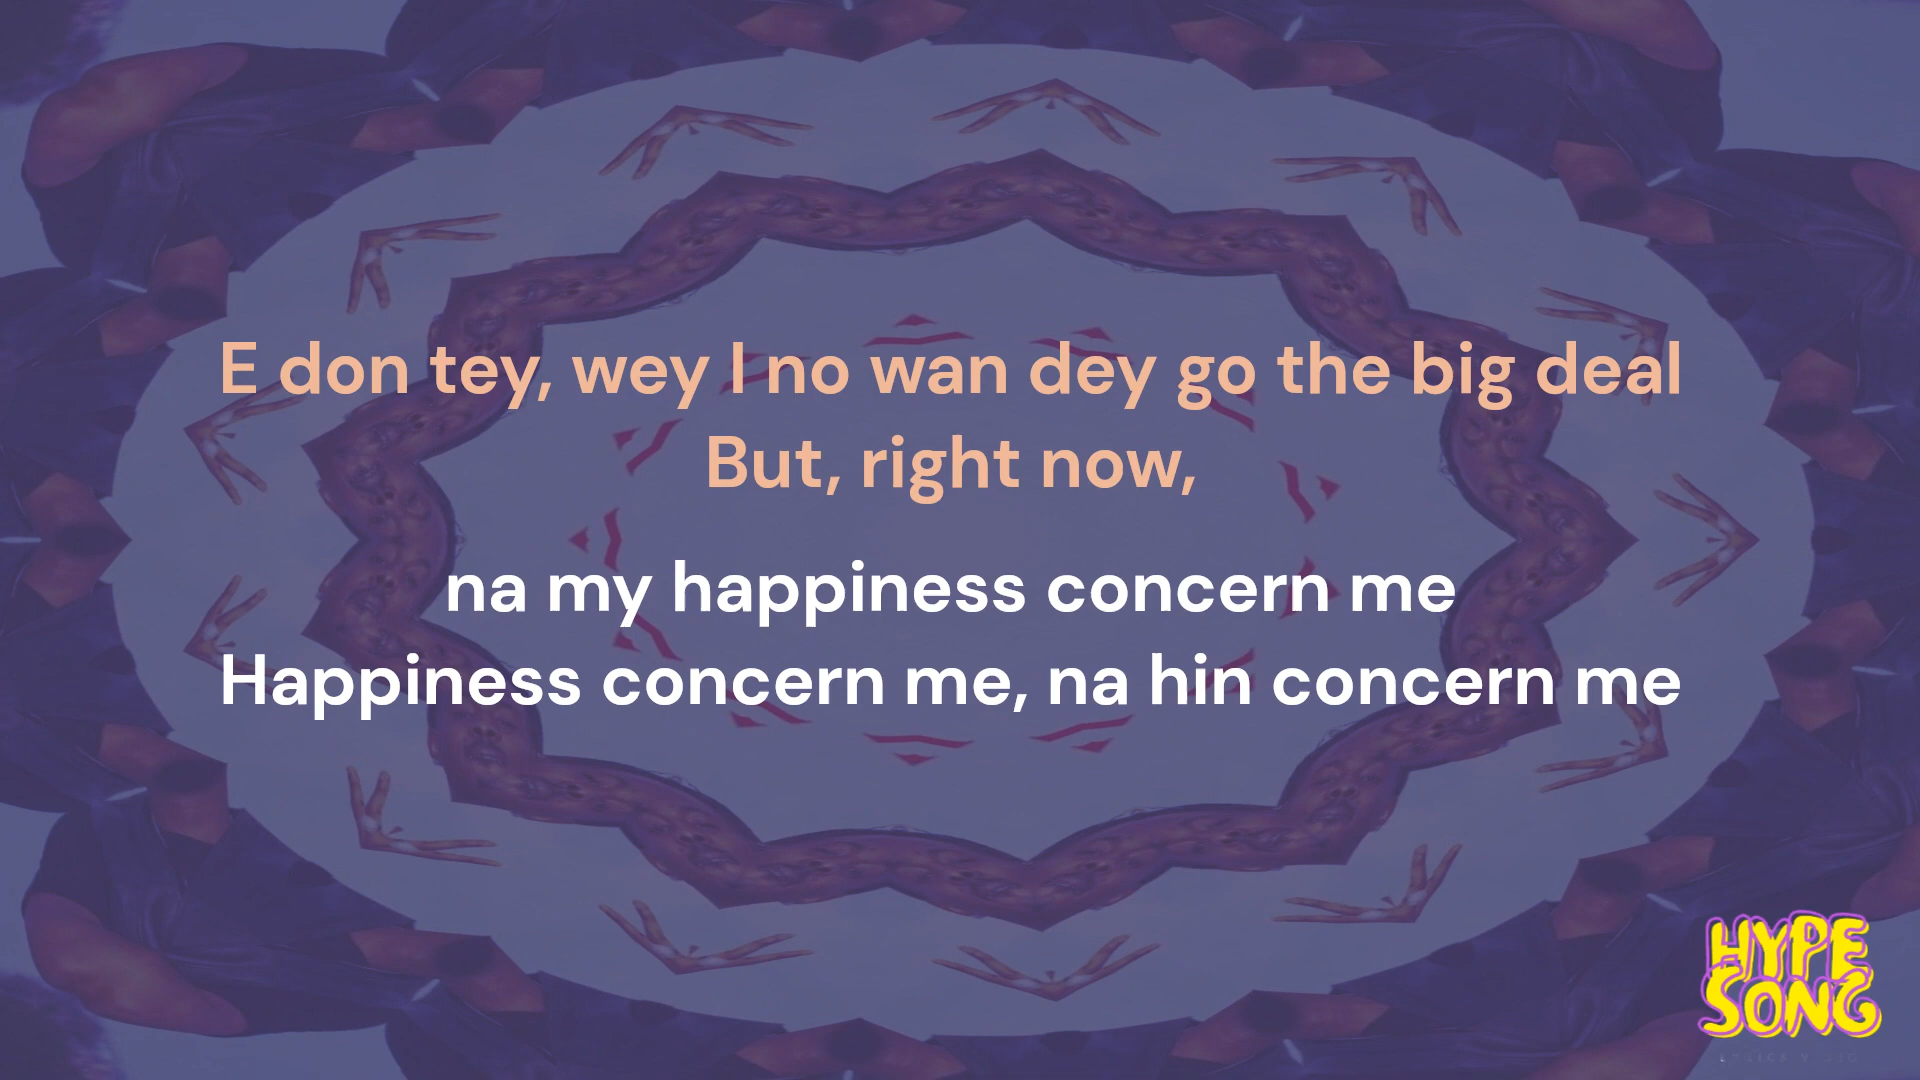 E don tey, wey I no wan dey go the big deal
But, right now,
na my happiness concern me
Happiness concern me, na hin concern me
HYPE
SONG